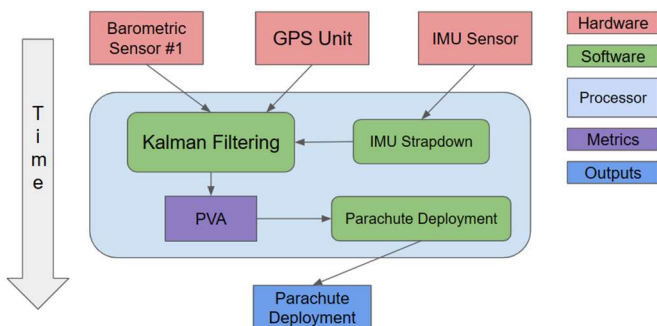 Barometric
Sensor #1
GPS Unit
IMU Sensor
Hardware
Software
Processor
Metrics
Outputs
Time
Kalman Filtering
IMU Strapdown
PVA
Parachute Deployment
Parachute
Deployment